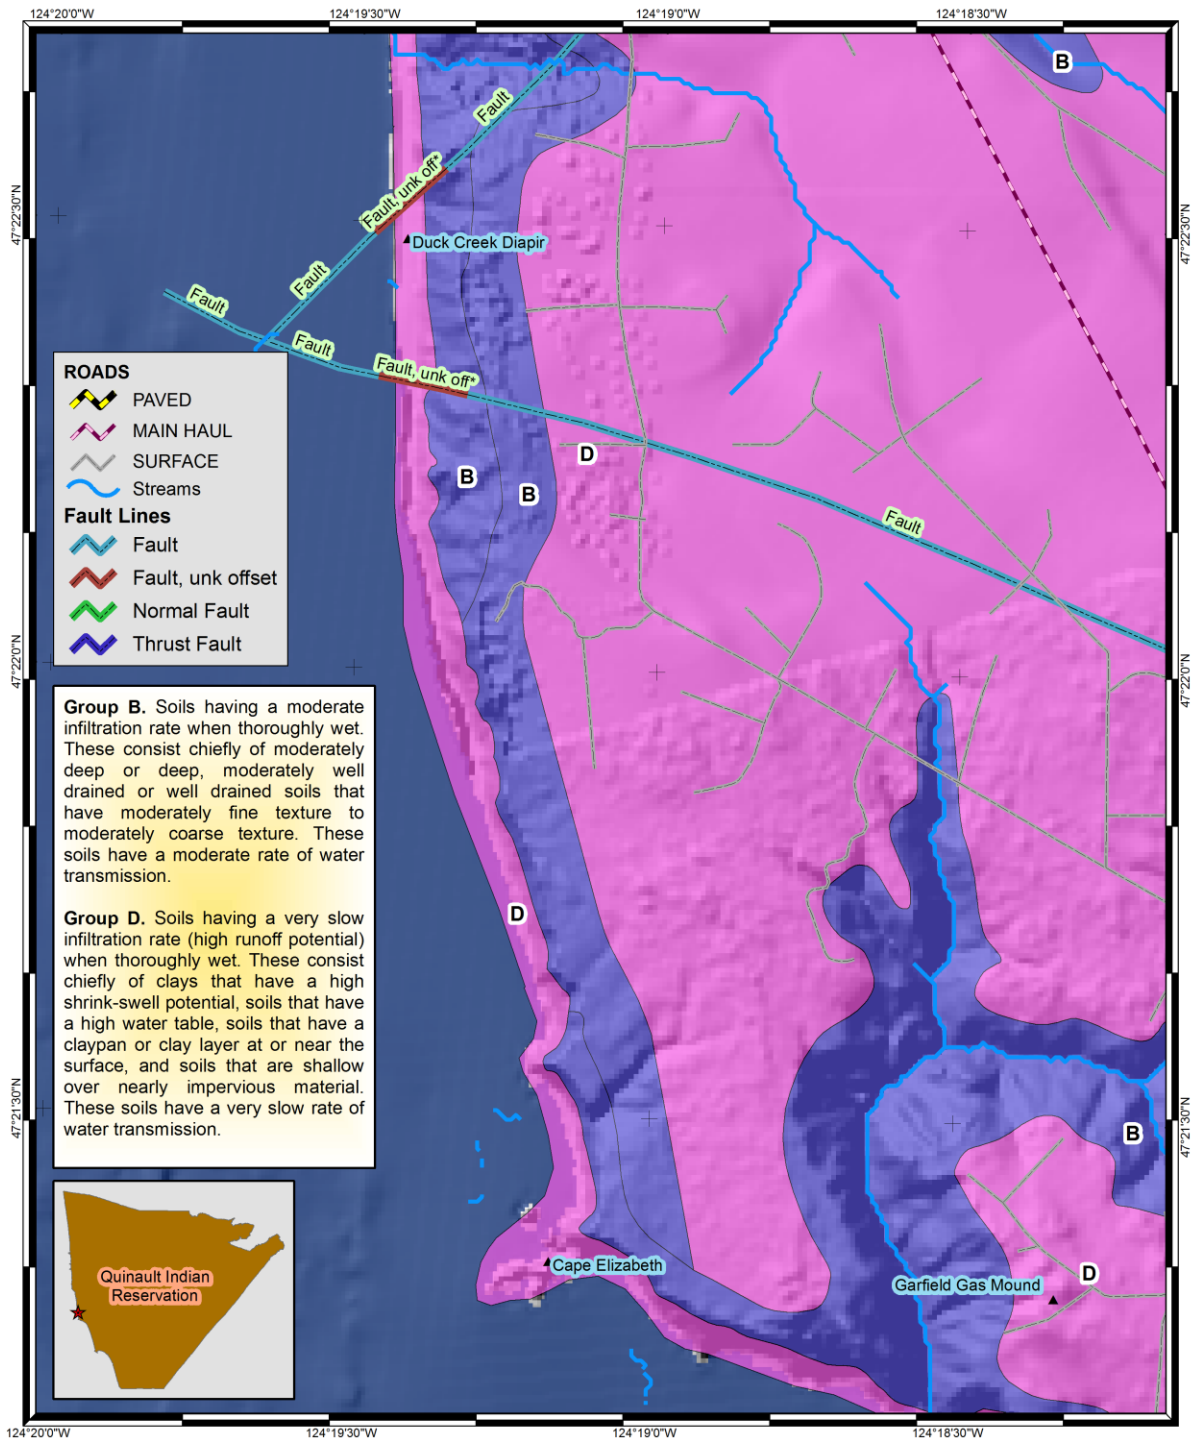 124°20'0"W
124°19'30"W
124°19'0"W
124°18'30"W
47°22'30"N
47°22'30"N
B
Fault
Fault, unk off*
Duck Creek Diapir
Fault
Fault
Fault
Fault, unk off*
D
B
B
Fault
ROADS
PAVED
MAIN HAUL
SURFACE
Streams
Fault Lines
Fault
Fault, unk offset
Normal Fault
Thrust Fault
47°22'0"N
47°22'0"N
Group B. Soils having a moderate
infiltration rate when thoroughly wet.
These consist chiefly of moderately
deep or deep, moderately well
drained or well drained soils that
have moderately fine texture to
moderately coarse texture. These
soils have a moderate rate of water
transmission.
Group D. Soils having a very slow
infiltration rate (high runoff potential)
when thoroughly wet. These consist
chiefly of clays that have a high
shrink-swell potential, soils that have
a high water table, soils that have a
claypan or clay layer at or near the
surface, and soils that are shallow
over nearly impervious material.
These soils have a very slow rate of
water transmission.
D
47°21'30"N
47°21'30"N
B
Cape Elizabeth
D
Garfield Gas Mound
Quinault Indian
Reservation
124°20'0"W
124°19'30"W
124°19'0"W
124°18'30"W